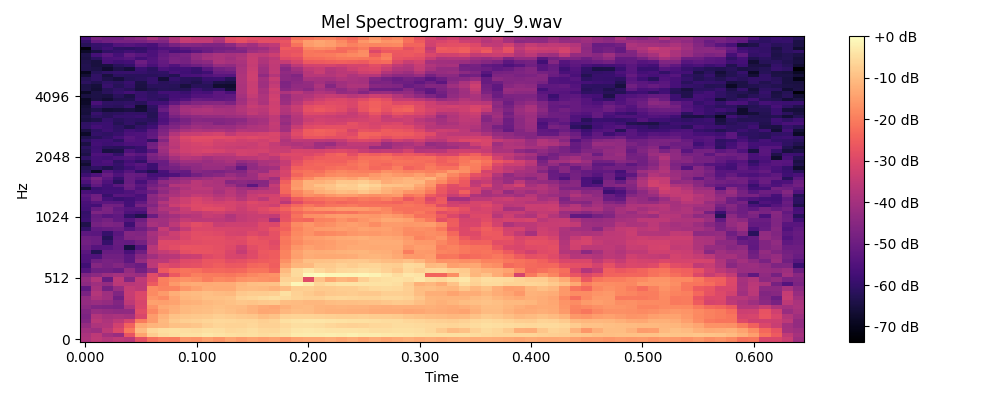 Mel Spectrogram: guy_9.wav
Hz
4096
2048
1024
512
0
0.000 0.100 0.200 0.300 0.400 0.500 0.600
Time
+0 dB
-10 dB
-20 dB
-30 dB
-40 dB
-50 dB
-60 dB
-70 dB